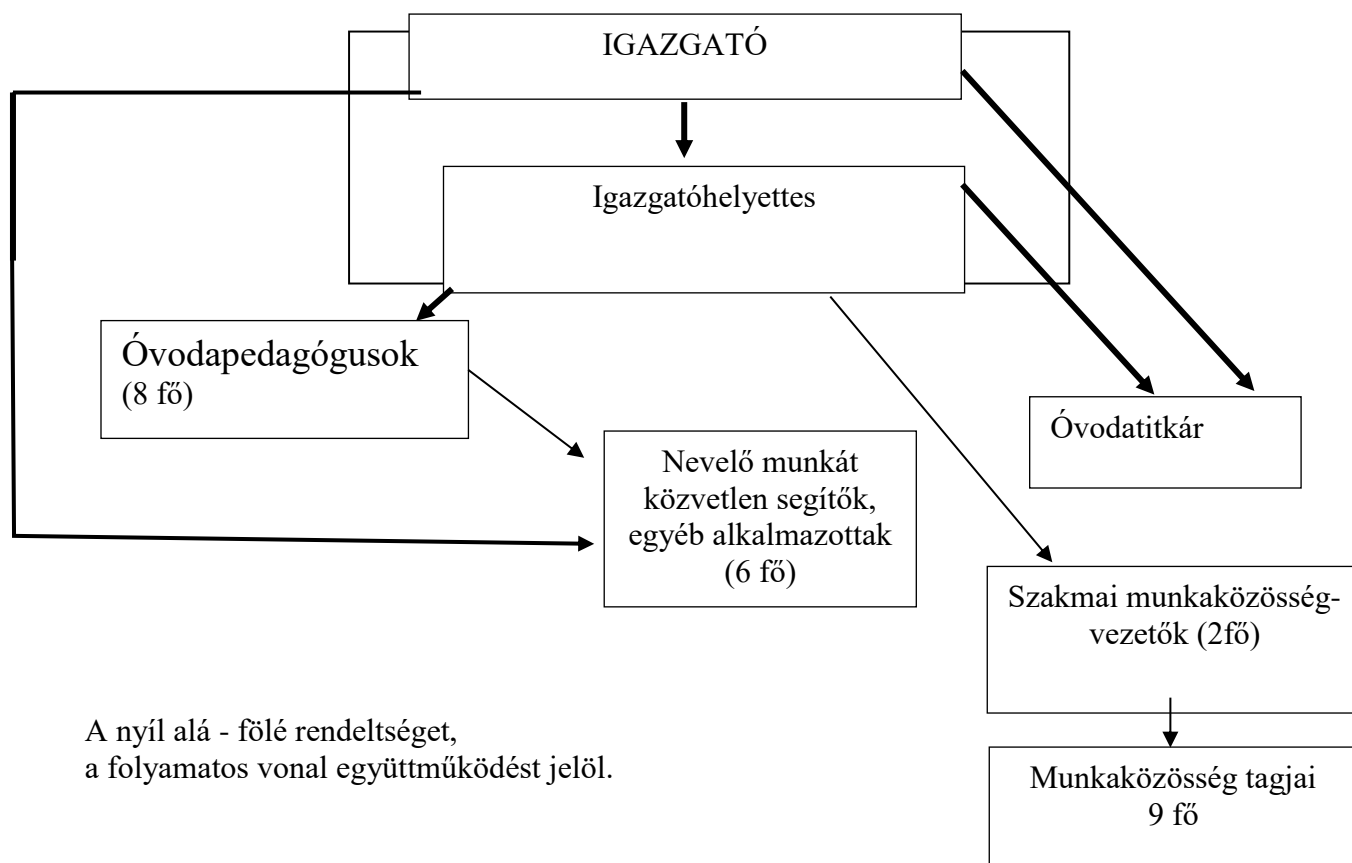 IGAZGATÓ
Igazgatóhelyettes
Óvodapedagógusok
(8 fő)
Óvodatitkár
Nevelő munkát
közvetlen segítők,
egyéb alkalmazottak
(6 fő)
Szakmai munkaközösség-
vezetők (2fő)
A nyíl alá - fölé rendeltséget,
a folyamatos vonal együttműködést jelöl.
Munkaközösség tagjai
9 fő